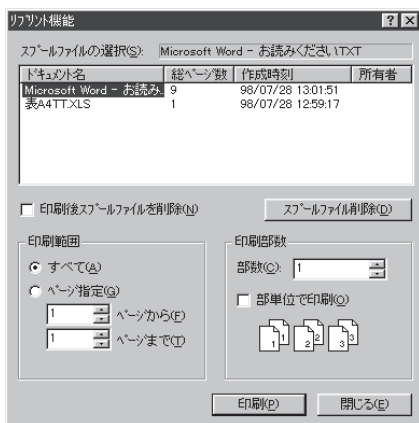 リプリント機能
スプールファイルの選択(S): Microsoft Word - お読みくださいTXT
ドキュメント名 総ページ数 作成時刻 所有者
Microsoft Word - お読み... 9 98/07/28 13:01:51
表A4TT.XLS 1 98/07/28 12:59:17
印刷後スプールファイルを削除(N) スプールファイル削除(D)
印刷範囲
すべて(A)
ページ指定(G)
1 ページから(F)
1 ページまで(T)
印刷部数
部数(C): 1
部単位で印刷(O)
1 1 2 2 3 3
印刷(P) 閉じる(E)